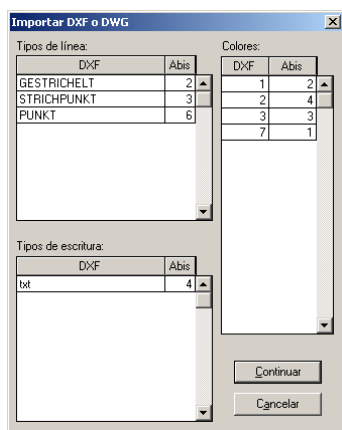 Importar DXF o DWG
Tipos de línea:
DXF Abis
GESTRICHELT 2
STRICHPUNKT 3
PUNKT 6
Colores:
DXF Abis
1 2
2 4
3 3
7 1
Tipos de escritura:
DXF Abis
txt 4
Continuar
Cancelar